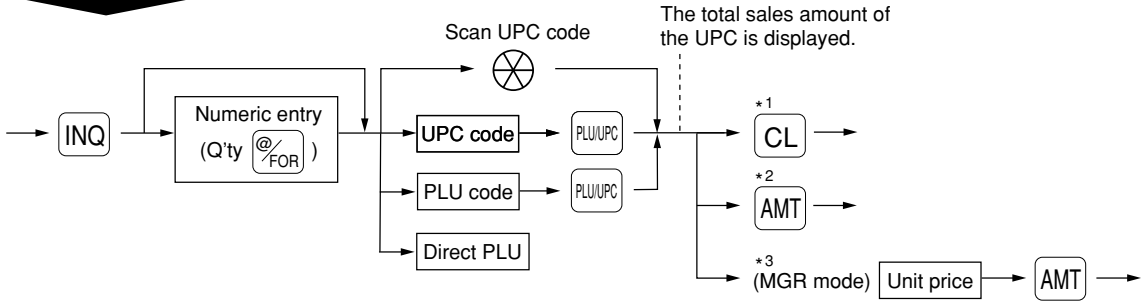 The total sales amount of
the UPC is displayed.
Scan UPC code
INQ
Numeric entry
(Q'ty @/FOR )
UPC code
PLU/UPC
PLU code
PLU/UPC
Direct PLU
*1
CL
*2
AMT
*3
(MGR mode) Unit price AMT